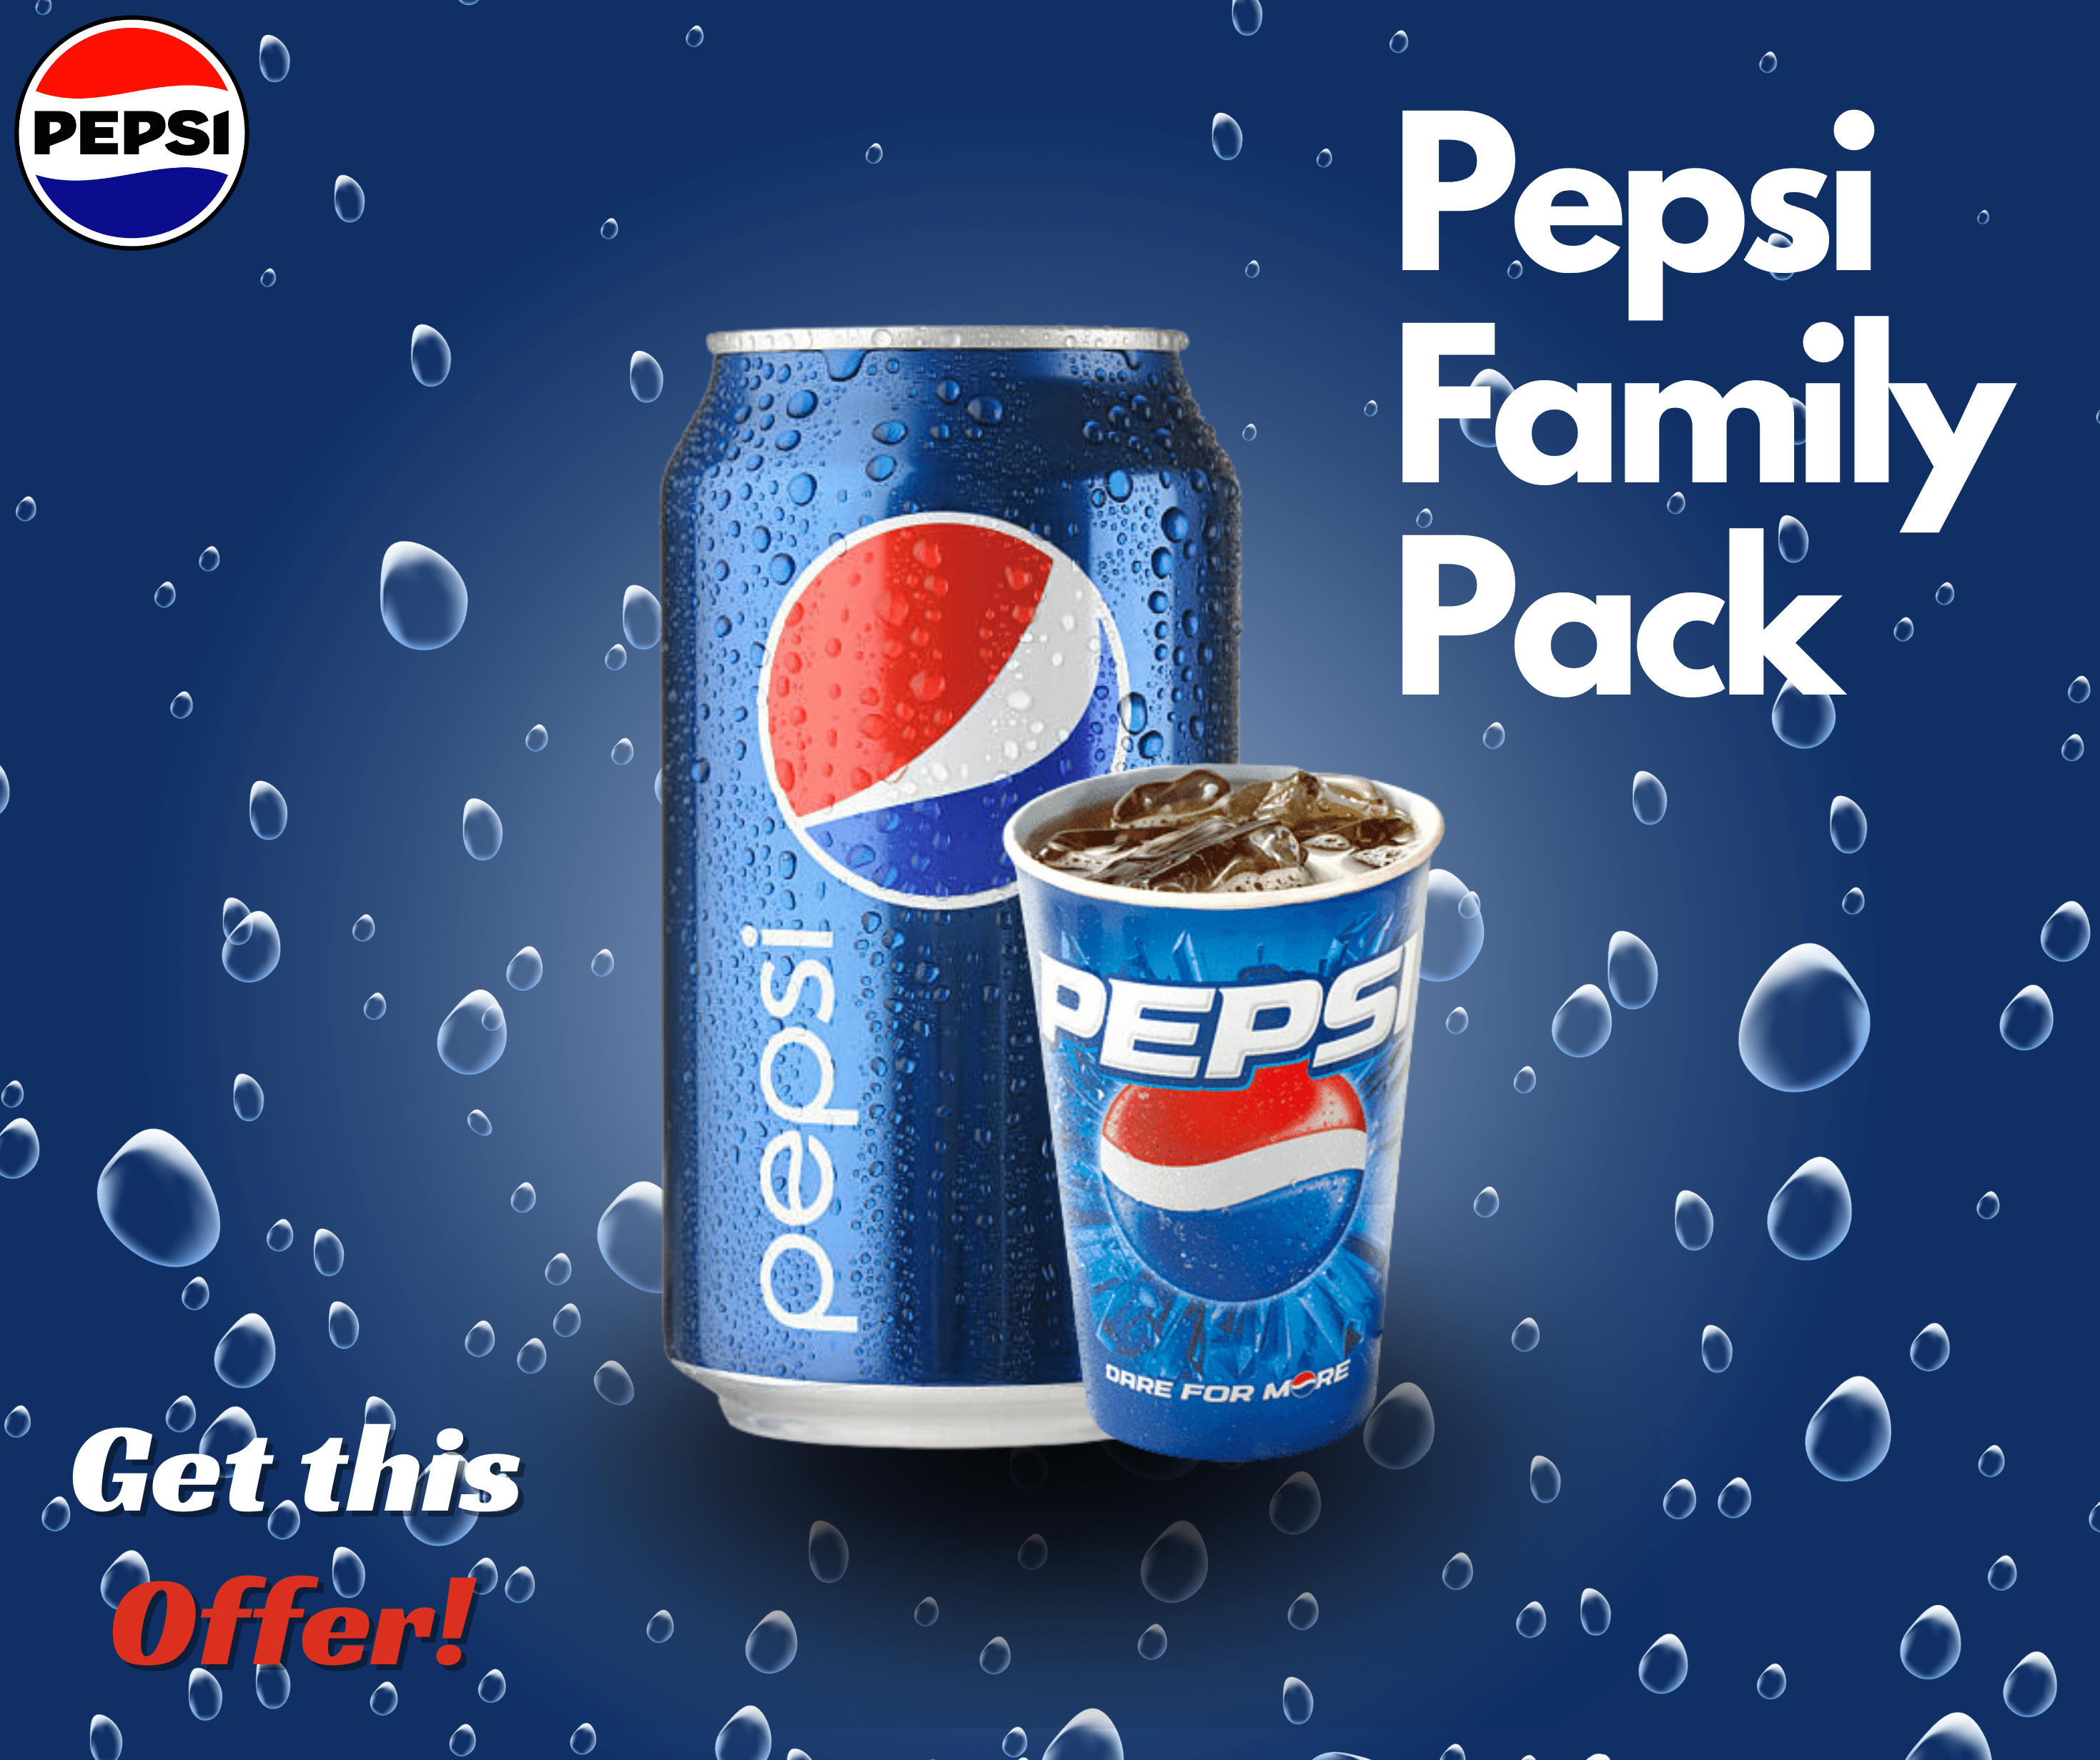 PEPSI
Pepsi
Family
Pack
pepsi
PEPSI
DARE FOR MORE
Get this
Offer!